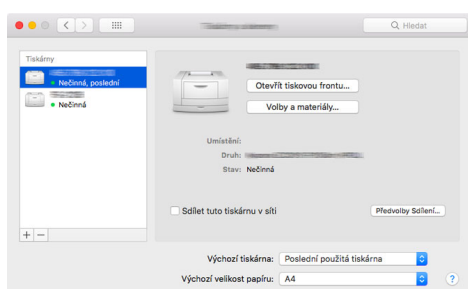 Hledat
Tiskárny
Nečinná, poslední
Nečinná
Otevřít tiskovou frontu...
Volby a materiály...
Umístění:
Druh:
Stav: Nečinná
Sdílet tuto tiskárnu v síti
Předvolby Sdílení...
+ −
Výchozí tiskárna: Poslední použitá tiskárna
Výchozí velikost papíru: A4
?